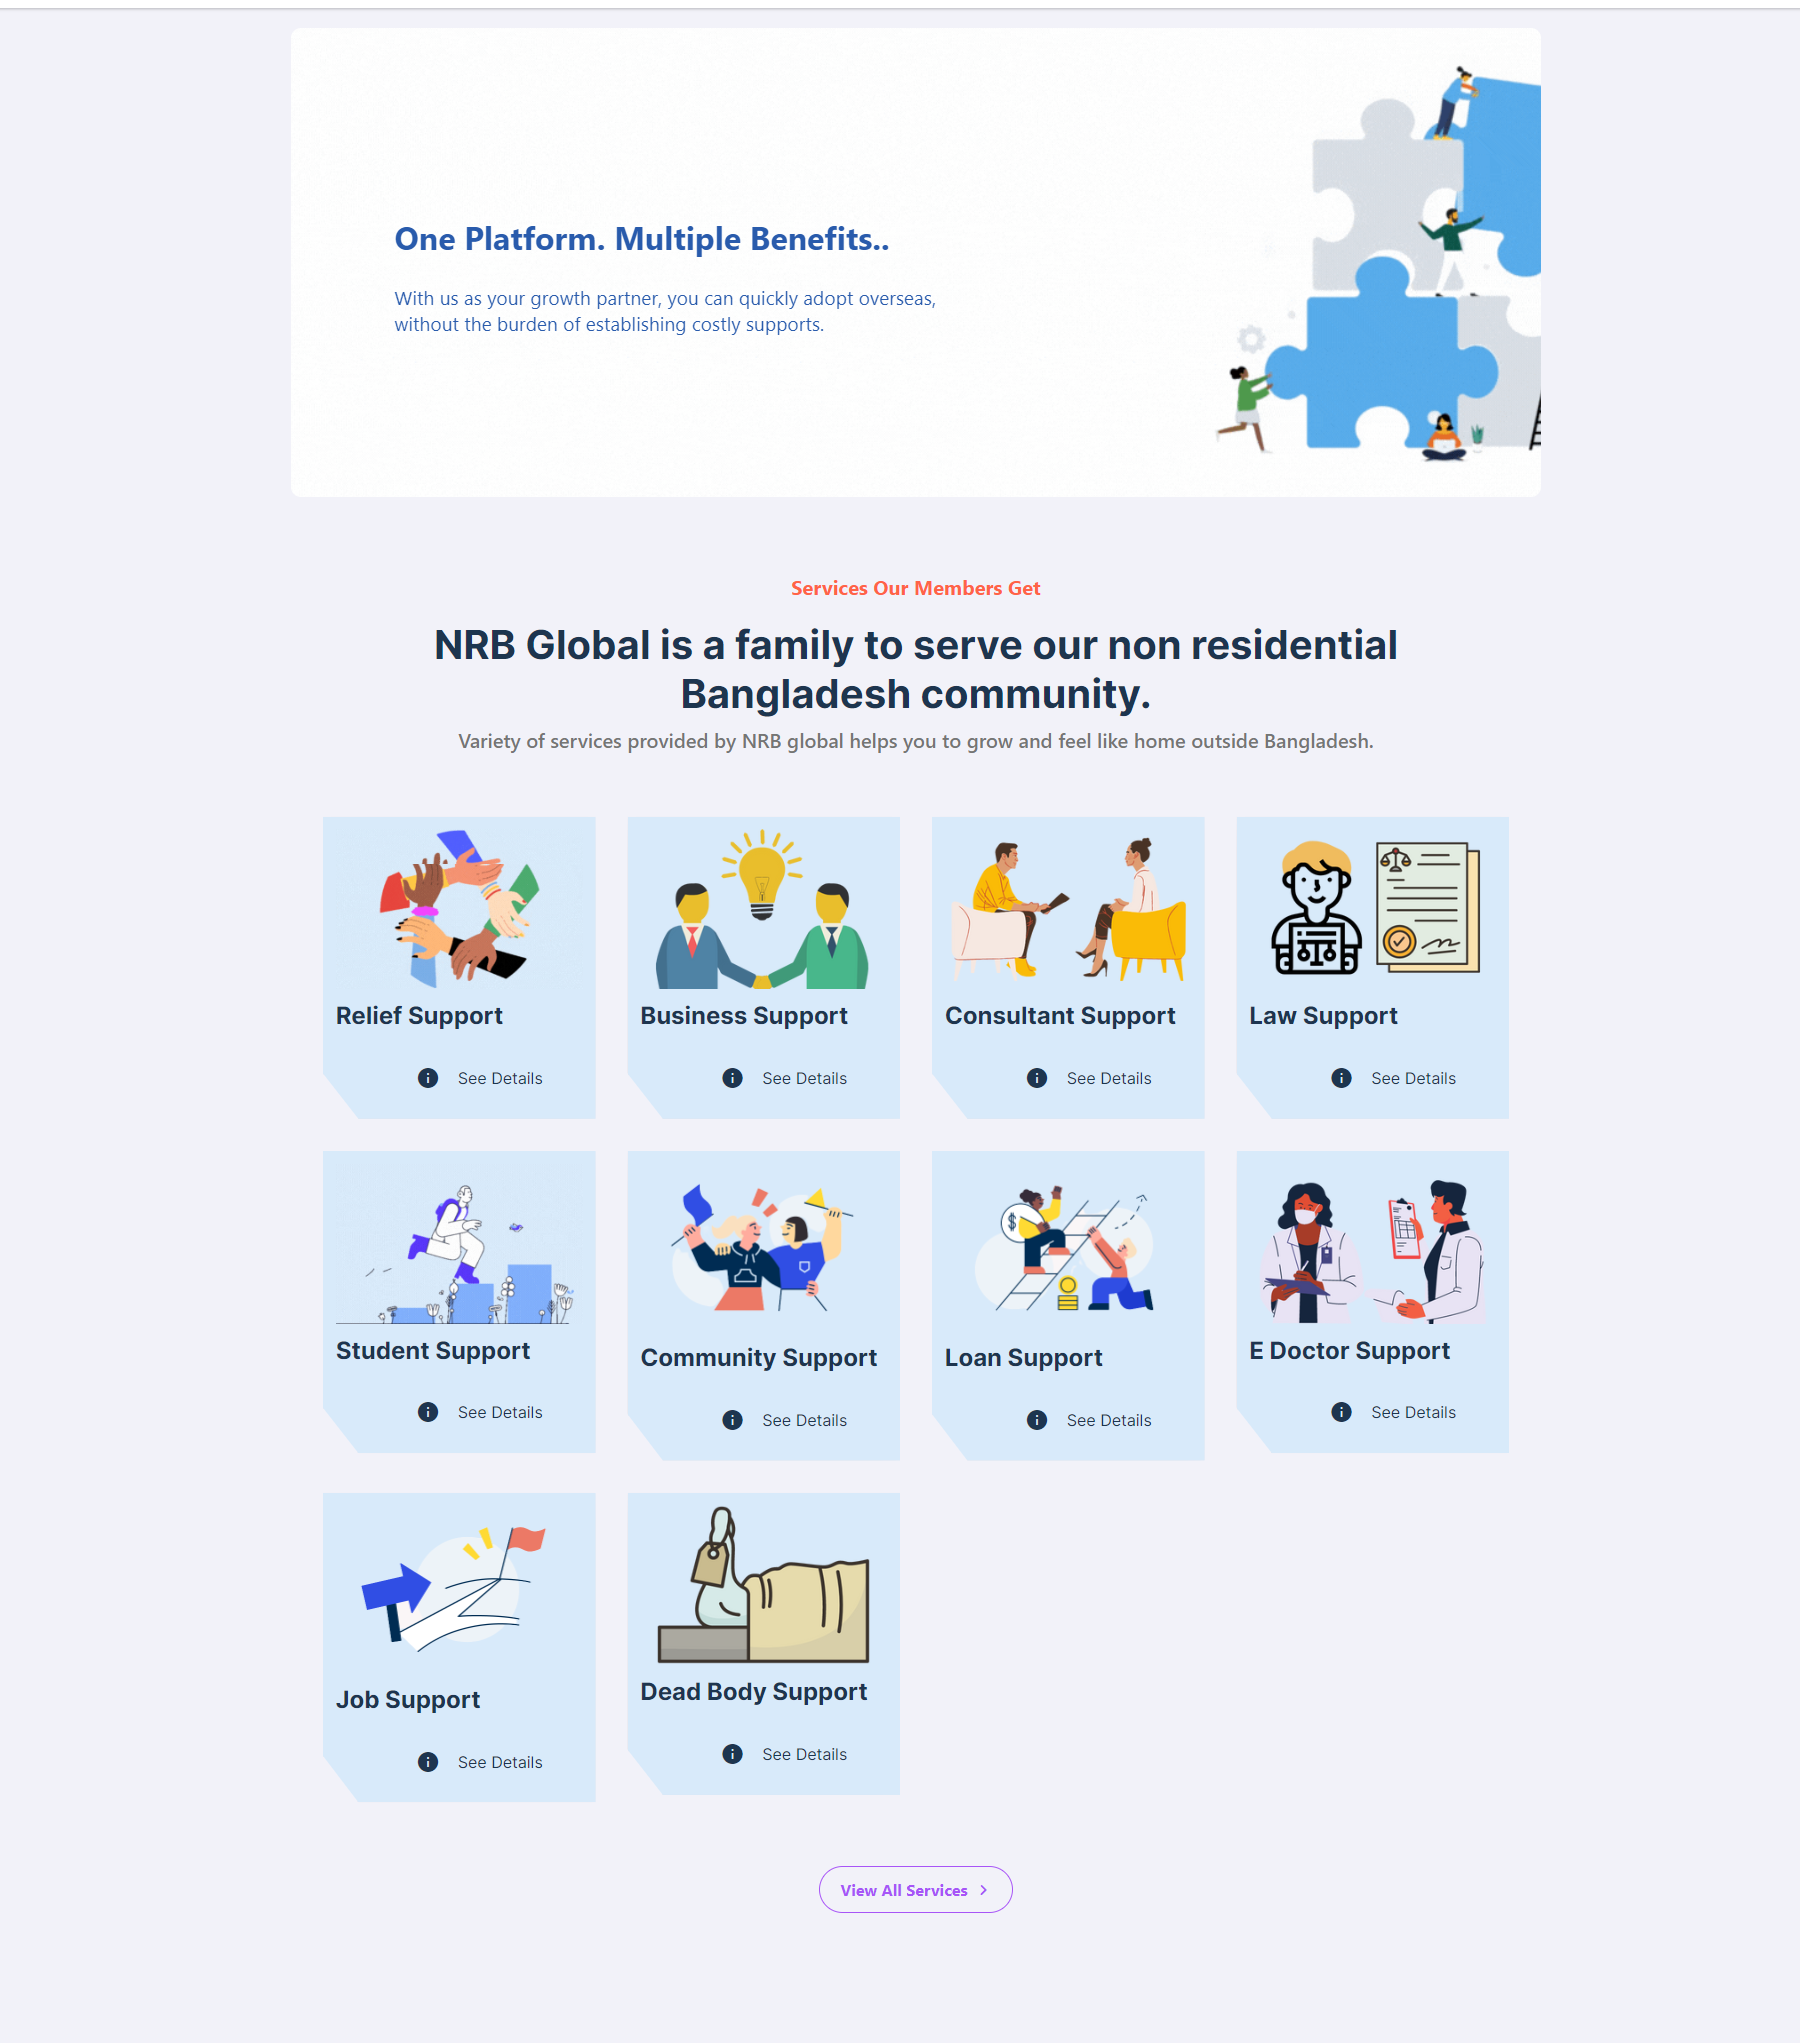 One Platform. Multiple Benefits..
With us as your growth partner, you can quickly adopt overseas,
without the burden of establishing costly supports.
Services Our Members Get
NRB Global is a family to serve our non residential
Bangladesh community.
Variety of services provided by NRB global helps you to grow and feel like home outside Bangladesh.
Relief Support
See Details
Business Support
See Details
Consultant Support
See Details
Law Support
See Details
Student Support
See Details
Community Support
See Details
$
Loan Support
See Details
E Doctor Support
See Details
Job Support
See Details
Dead Body Support
See Details
View All Services